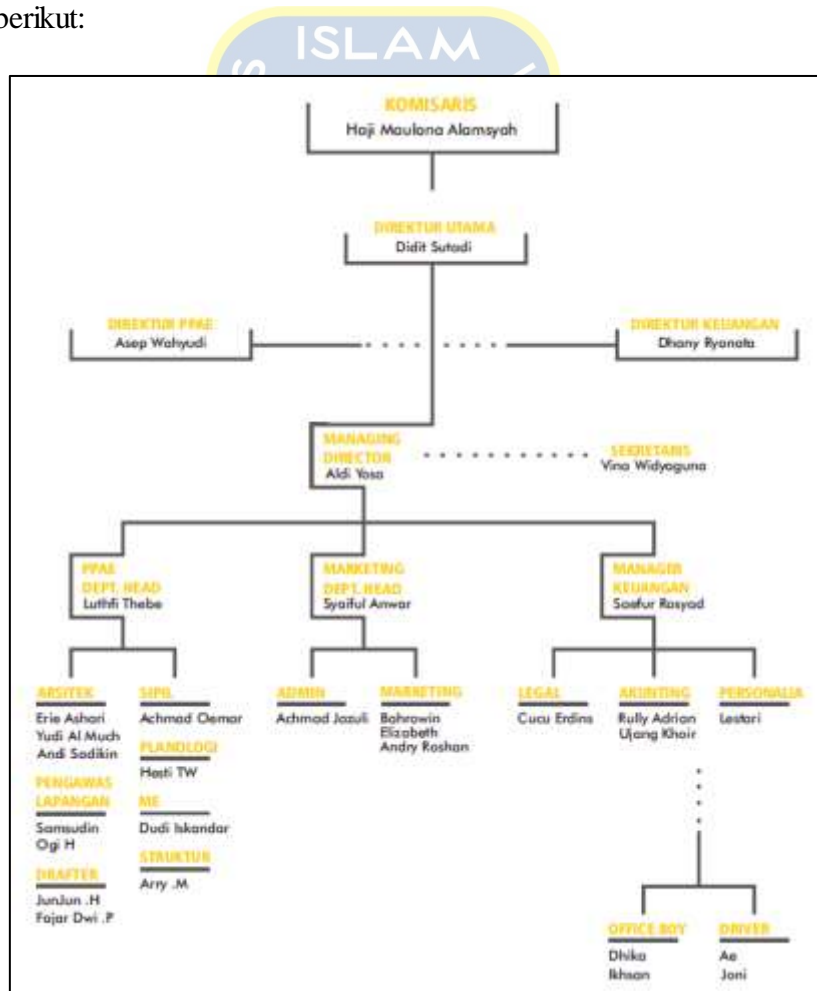 berikut:
ISLAM
KOMISARIS
Haji Maulana Alamsyah
DIREKTUR UTAMA
Didit Sutadi
DIREKTUR PPAE
Asep Wahyudi
DIREKTUR KEUANGAN
Dhany Ryanata
MANAGING
DIRECTOR
Aldi Yosa
SEKRETARIS
Vina Widyaguna
PPAE
DEPT. HEAD
Luthfi Thebe
MARKETING
DEPT. HEAD
Syaiful Anwar
MANAGER
KEUANGAN
Saefur Rosyad
ARSITEK
Erie Ashari
Yudi Al Much
Andi Sadikin
PENGAWAS
LAPANGAN
Samsudin
Ogi H
DRAFTER
JunJun .H
Fajar Dwi .P
SIPIL
Achmad Oemar
PLANOLOGI
Hesti TW
ME
Dudi Iskandar
STRUKTUR
Arry .M
ADMIN
Achmad Jazuli
MARKETING
Bahrowin
Elizabeth
Andry Roshan
LEGAL
Cucu Erdins
AKUNTING
Rully Adrian
Ujang Khoir
PERSONALIA
Lestari
OFFICE BOY
Dhika
Ikhsan
DRIVER
Ae
Joni